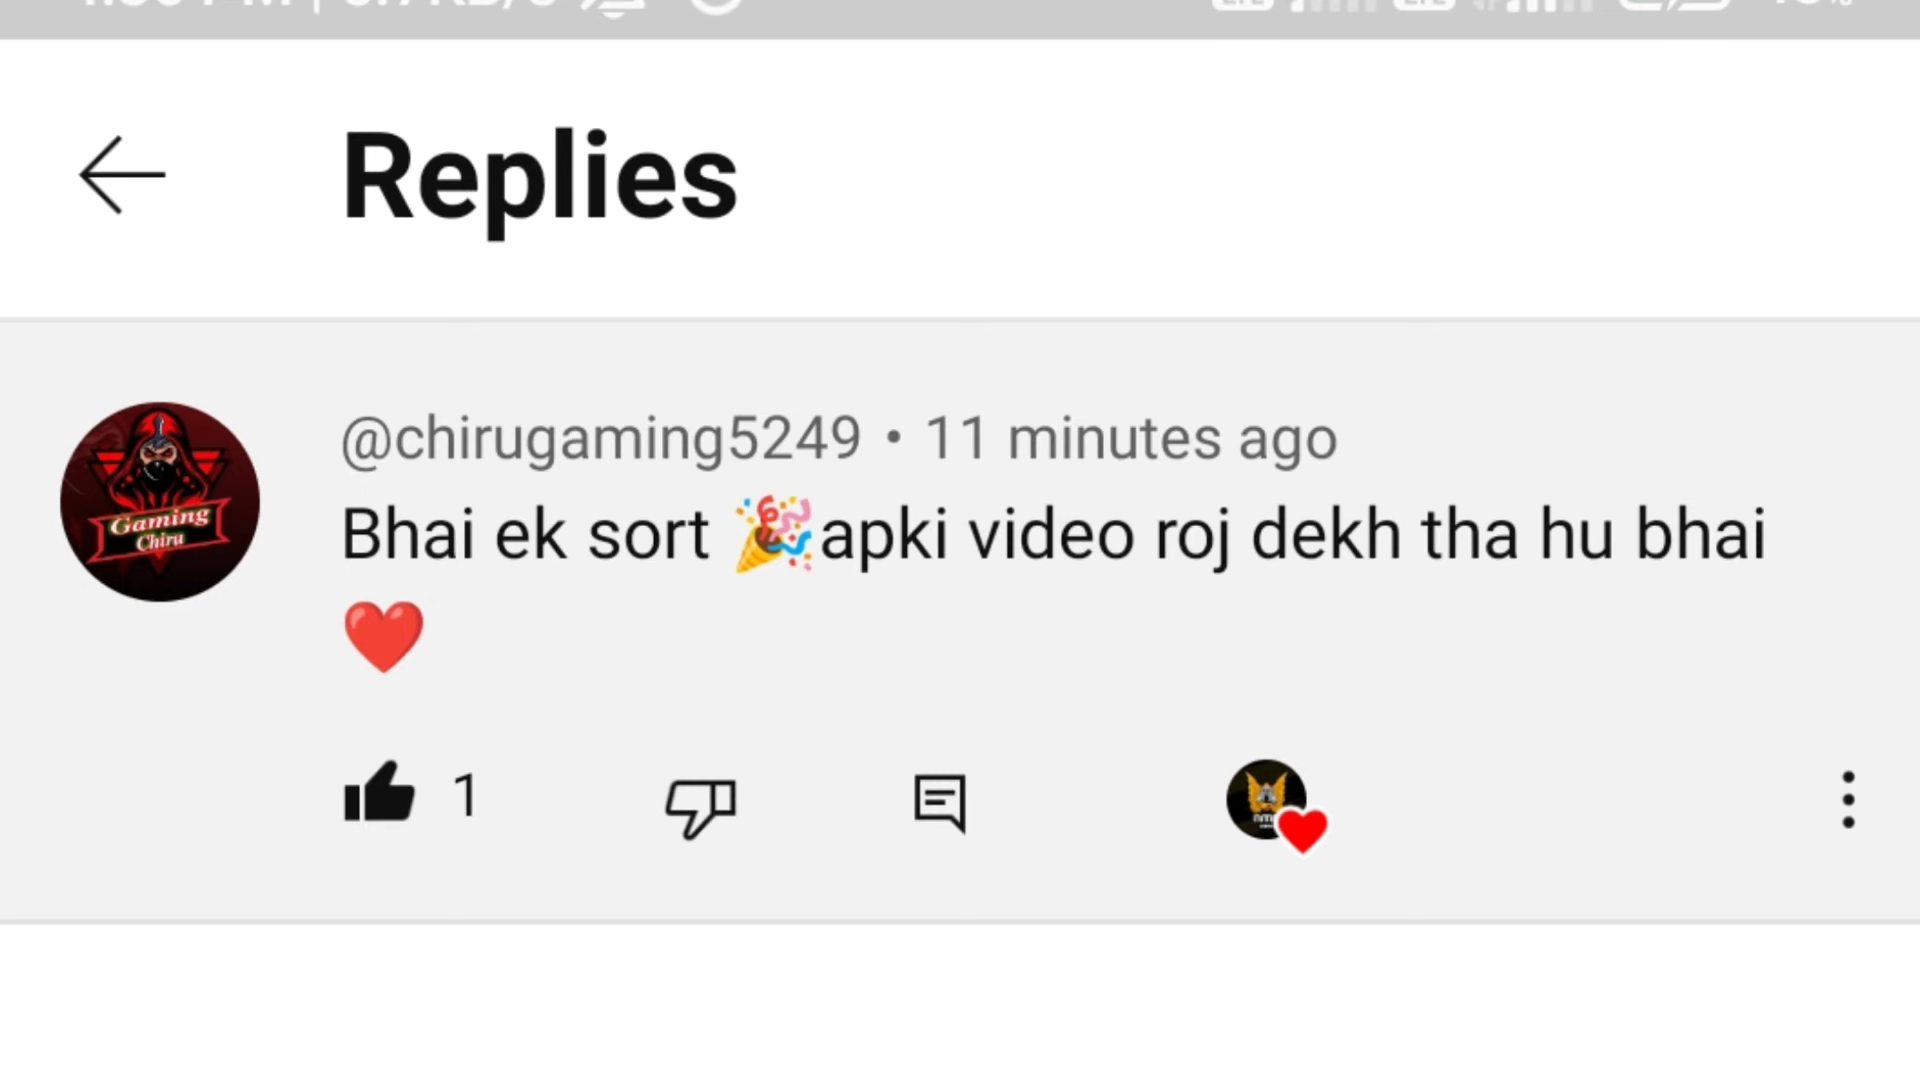 Replies
@chirugaming5249 • 11 minutes ago
Bhai ek sort 🎉apki video roj dekh tha hu bhai
❤️
Gaming
Chiru
1